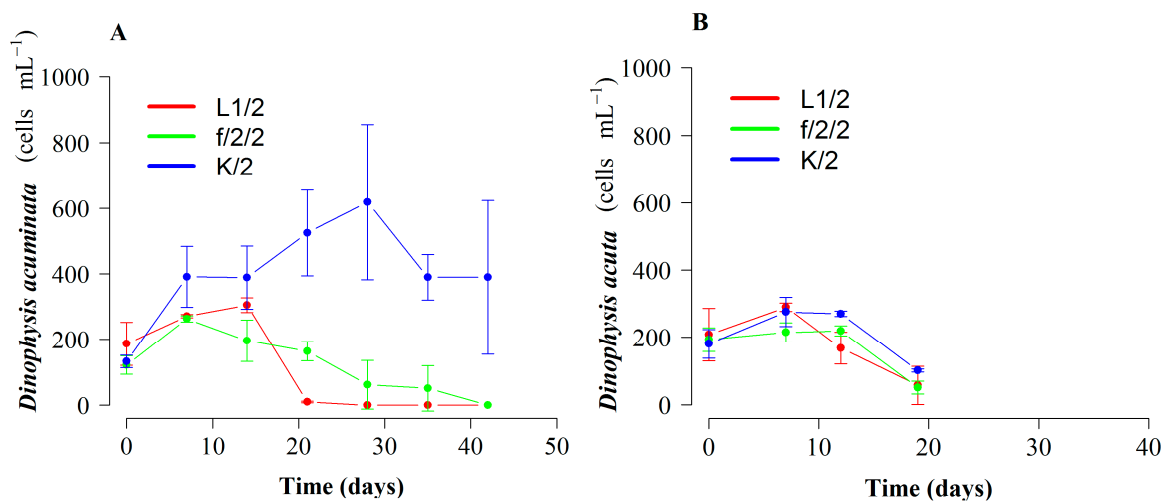 A
Dinophysis acuminata (cells mL⁻¹)
1000
800
600
400
200
0
L1/2
f/2/2
K/2
0 10 20 30 40 50
Time (days)
B
Dinophysis acuta (cells mL⁻¹)
1000
800
600
400
200
0
L1/2
f/2/2
K/2
0 10 20 30 40
Time (days)